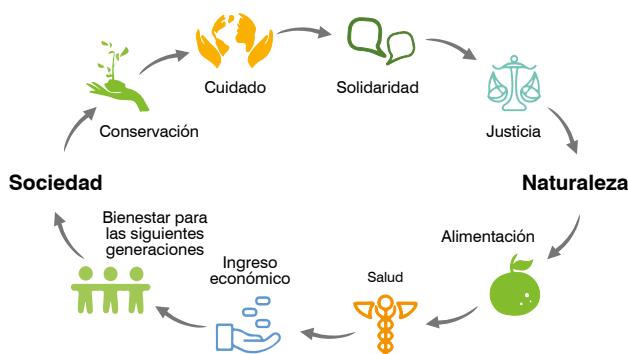 Cuidado
Solidaridad
Conservación
Justicia
Sociedad
Naturaleza
Bienestar para
las siguientes
generaciones
Alimentación
Ingreso
económico
Salud